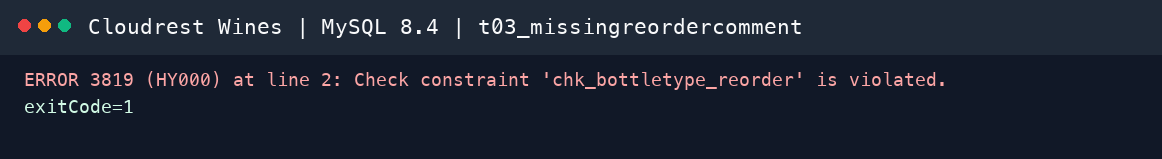 Cloudrest Wines | MySQL 8.4 | t03_missingreordercomment
ERROR 3819 (HY000) at line 2: Check constraint 'chk_bottletype_reorder' is violated.
exitCode=1